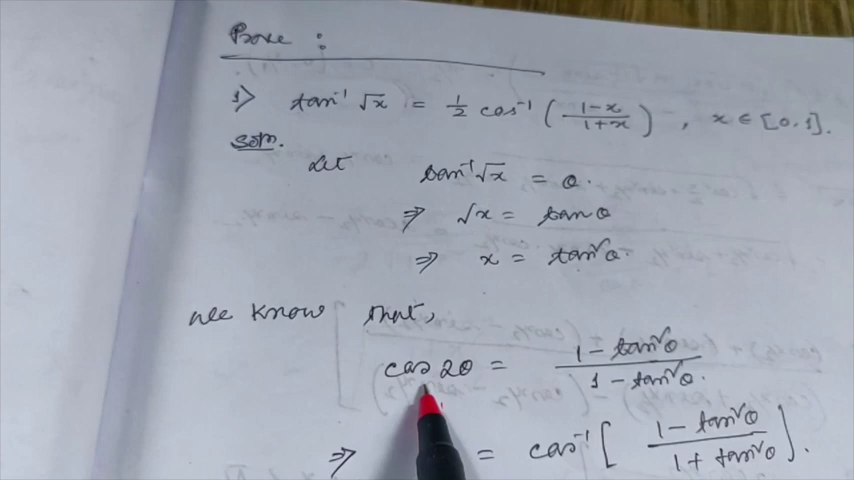 Prove :
1) tan⁻¹ √x = 1/2 cos⁻¹ ( (1-x)/(1+x) ) , x ∈ [0,1].
Soln.
Let tan⁻¹ √x = θ.
⇒ √x = tan θ
⇒ x = tan²θ.
We know that,
cos 2θ = (1 - tan²θ)/(1 - tan²θ).
⇒ = cos⁻¹ [ (1 - tan²θ)/(1 + tan²θ) ].